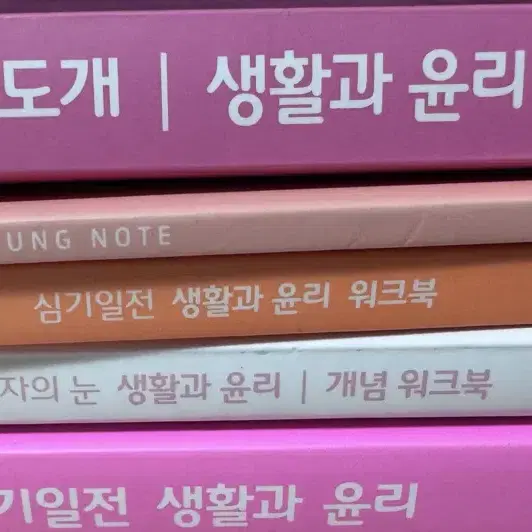 도개 | 생활과 윤리
UNG NOTE
심기일전 생활과 윤리 워크북
자의 눈 생활과 윤리 | 개념 워크북
기일전 생활과 윤리